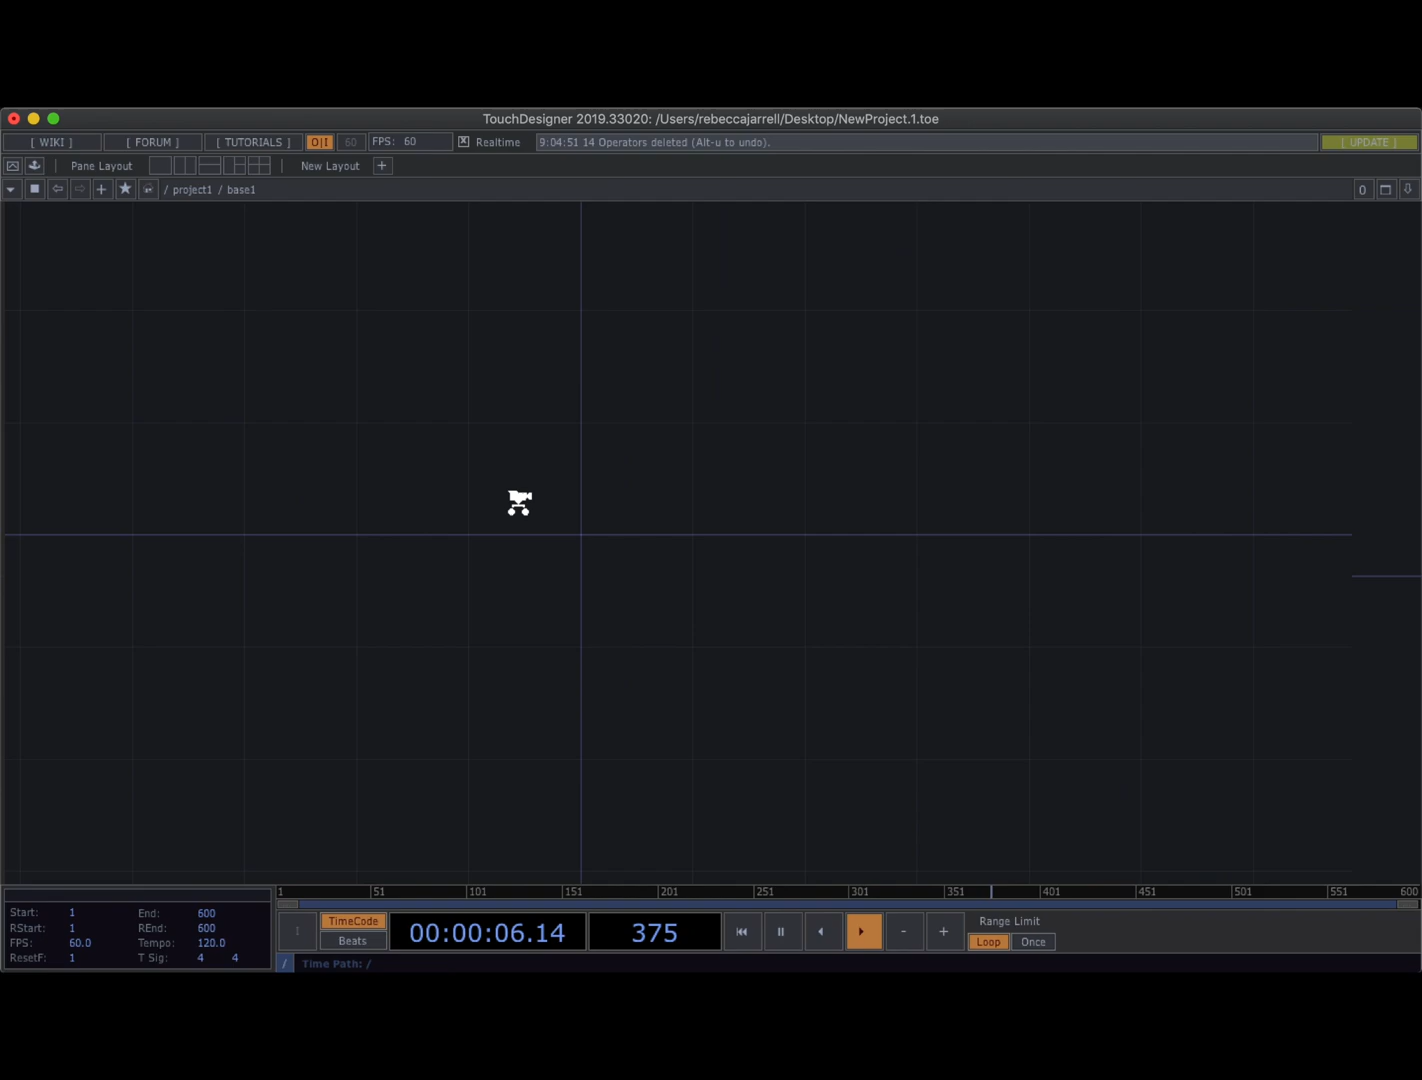 TouchDesigner 2019.33020: /Users/rebeccajarrell/Desktop/NewProject.1.toe
[ WIKI ] [ FORUM ] [ TUTORIALS ] O|I 60 FPS: 60 Realtime 9:04:51 14 Operators deleted (Alt-u to undo). [ UPDATE ]
Pane Layout New Layout +
/ project1 / base1 0
1 51 101 151 201 251 301 351 401 451 501 551 600
Start: 1 End: 600
RStart: 1 REnd: 600
FPS: 60.0 Tempo: 120.0
ResetF: 1 T Sig: 4 4
I TimeCode 00:00:06.14 375 - + Range Limit
Beats Loop Once
/ Time Path: /